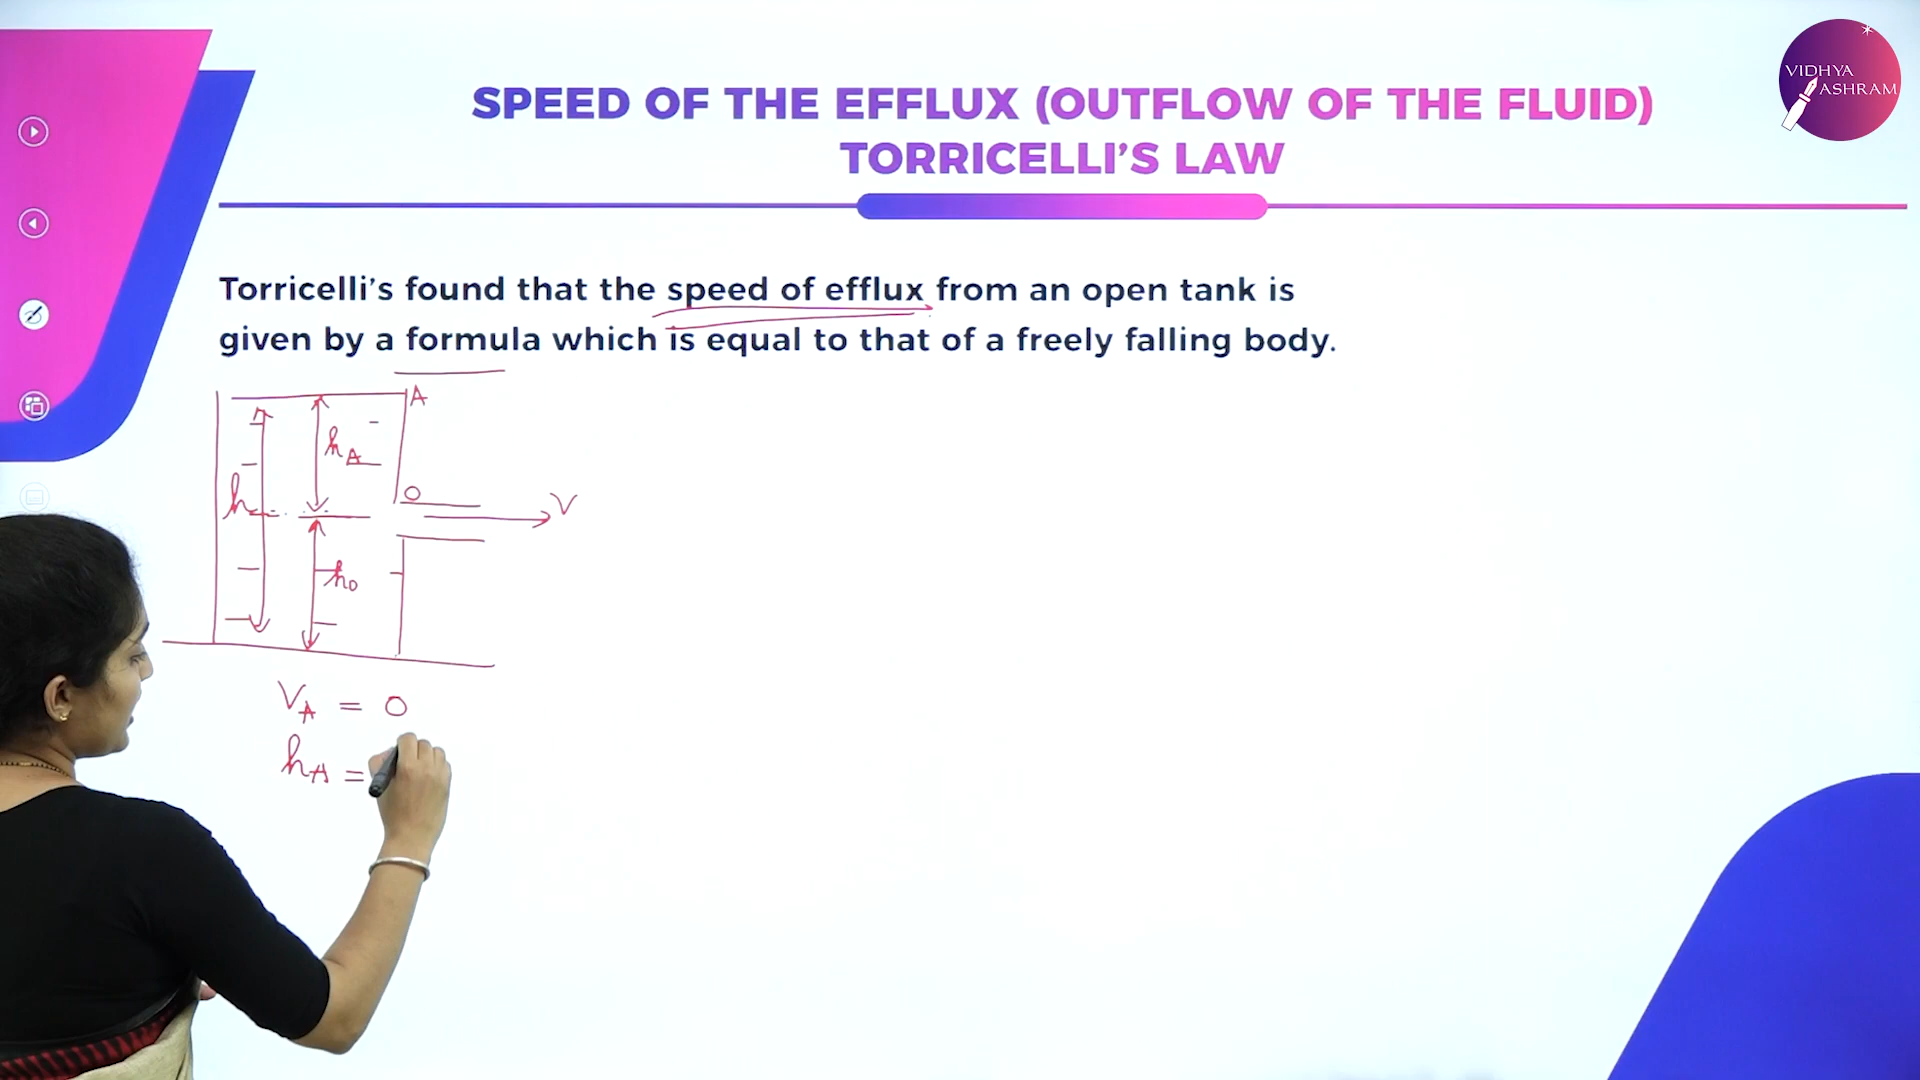 VIDHYA
ASHRAM
SPEED OF THE EFFLUX (OUTFLOW OF THE FLUID)
TORRICELLI'S LAW
Torricelli's found that the speed of efflux from an open tank is
given by a formula which is equal to that of a freely falling body.
A
hA
h
O
V
h0
VA = 0
hA =